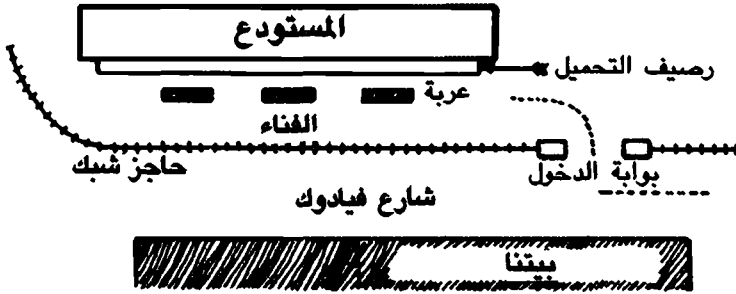 المستودع
رصيف التحميل
عربة
الفناء
حاجز شبك
بوابة الدخول
شارع فيادوك
بيتنا